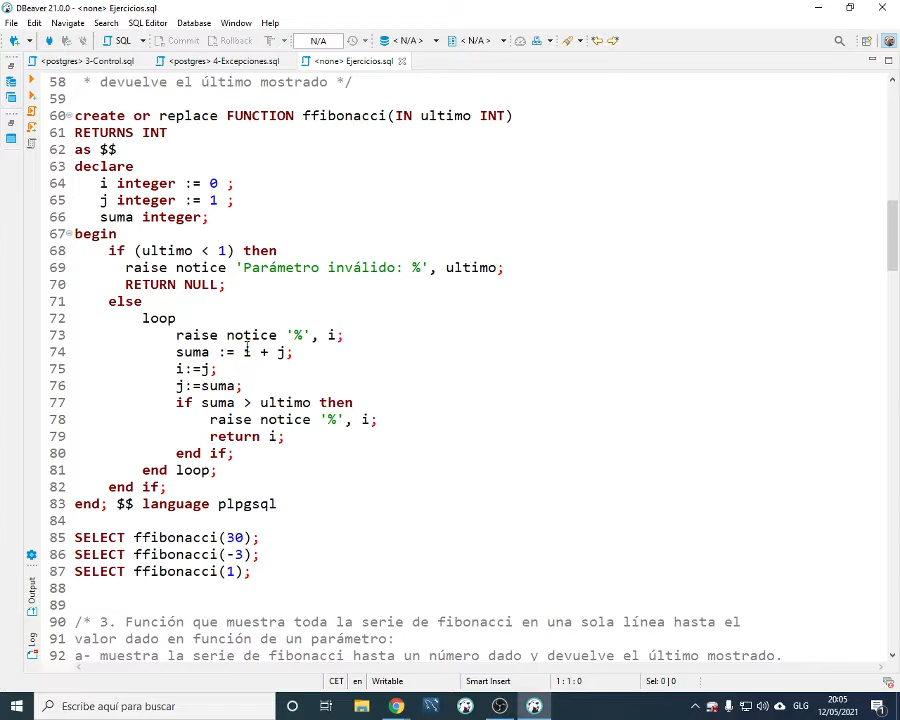 DBeaver 21.0.0 - <none> Ejercicios.sql
File Edit Navigate Search SQL Editor Database Window Help
SQL Commit Rollback T N/A < N/A > < N/A >
<postgres> 3-Control.sql <postgres> 4-Excepciones.sql <none> Ejercicios.sql
58 * devuelve el último mostrado */
59
60 create or replace FUNCTION ffibonacci(IN ultimo INT)
61 RETURNS INT
62 as $$
63 declare
64 i integer := 0 ;
65 j integer := 1 ;
66 suma integer;
67 begin
68 if (ultimo < 1) then
69 raise notice 'Parámetro inválido: %', ultimo;
70 RETURN NULL;
71 else
72 loop
73 raise notice '%', i;
74 suma := i + j;
75 i:=j;
76 j:=suma;
77 if suma > ultimo then
78 raise notice '%', i;
79 return i;
80 end if;
81 end loop;
82 end if;
83 end; $$ language plpgsql
84
85 SELECT ffibonacci(30);
86 SELECT ffibonacci(-3);
87 SELECT ffibonacci(1);
88
89
90 /* 3. Función que muestra toda la serie de fibonacci en una sola línea hasta el
91 valor dado en función de un parámetro:
92 a- muestra la serie de fibonacci hasta un número dado y devuelve el último mostrado.
Output
Log
CET en Writable Smart Insert 1 : 1 : 0 Sel: 0 | 0
Escribe aquí para buscar
GLG
20:05
12/05/2021
1